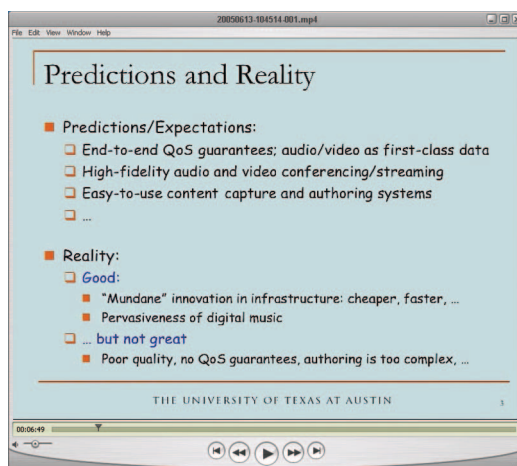 20050613-104514-001.mp4
File Edit View Window Help
Predictions and Reality
Predictions/Expectations:
End-to-end QoS guarantees; audio/video as first-class data
High-fidelity audio and video conferencing/streaming
Easy-to-use content capture and authoring systems
...
Reality:
Good:
"Mundane" innovation in infrastructure: cheaper, faster, ...
Pervasiveness of digital music
... but not great
Poor quality, no QoS guarantees, authoring is too complex, ...
THE UNIVERSITY OF TEXAS AT AUSTIN 3
00:06:49